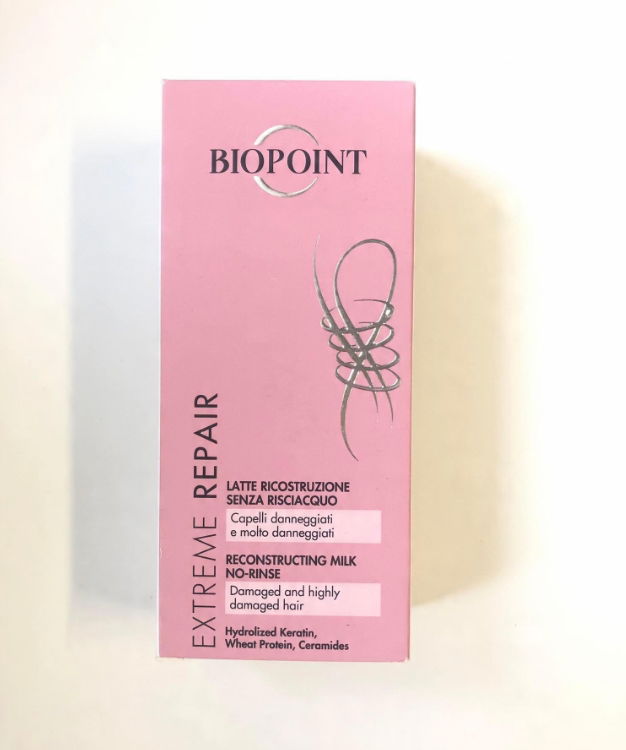 BIOPOINT
EXTREME REPAIR
LATTE RICOSTRUZIONE
SENZA RISCIACQUO
Capelli danneggiati
e molto danneggiati
RECONSTRUCTING MILK
NO-RINSE
Damaged and highly
damaged hair
Hydrolized Keratin,
Wheat Protein, Ceramides